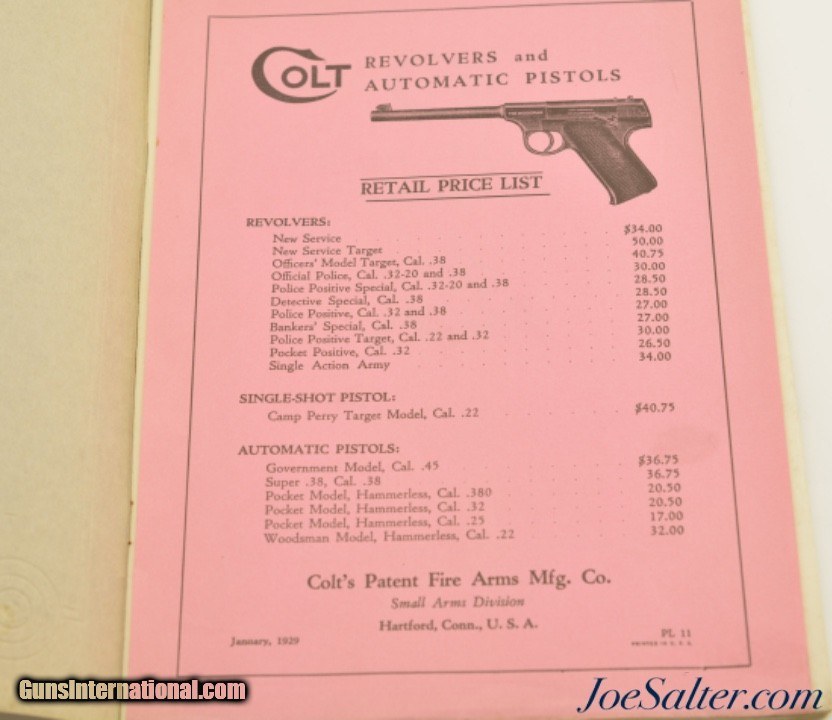 COLT REVOLVERS and
AUTOMATIC PISTOLS
RETAIL PRICE LIST
REVOLVERS:
New Service . . . . . . $34.00
New Service Target . . . . . . 50.00
Officers' Model Target, Cal. .38 . . . . . . 40.75
Official Police, Cal. .32-20 and .38 . . . . . . 30.00
Police Positive Special, Cal. .32-20 and .38 . . . . . . 28.50
Detective Special, Cal. .38 . . . . . . 28.50
Police Positive, Cal. .32 and .38 . . . . . . 27.00
Bankers' Special, Cal. .38 . . . . . . 27.00
Police Positive Target, Cal. .22 and .32 . . . . . . 30.00
Pocket Positive, Cal. .32 . . . . . . 26.50
Single Action Army . . . . . . 34.00
SINGLE-SHOT PISTOL:
Camp Perry Target Model, Cal. .22 . . . . . . $40.75
AUTOMATIC PISTOLS:
Government Model, Cal. .45 . . . . . . $36.75
Super .38, Cal. .38 . . . . . . 36.75
Pocket Model, Hammerless, Cal. .380 . . . . . . 20.50
Pocket Model, Hammerless, Cal. .32 . . . . . . 20.50
Pocket Model, Hammerless, Cal. .25 . . . . . . 17.00
Woodsman Model, Hammerless, Cal. .22 . . . . . . 32.00
Colt's Patent Fire Arms Mfg. Co.
Small Arms Division
Hartford, Conn., U. S. A.
January, 1929 PL 11
PRINTED IN U. S. A.
GunsInternational.com
JoeSalter.com